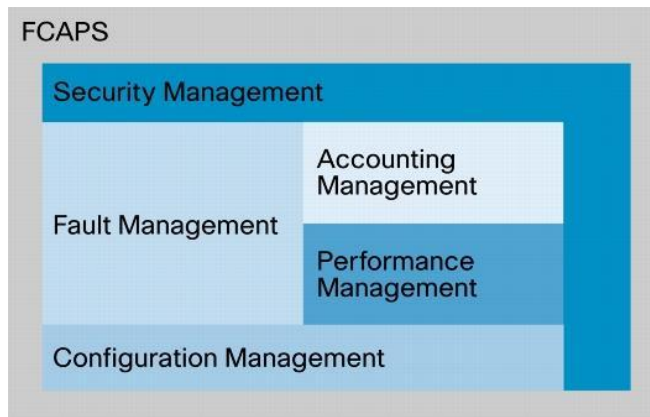 FCAPS
Security Management
Accounting
Management
Fault Management
Performance
Management
Configuration Management